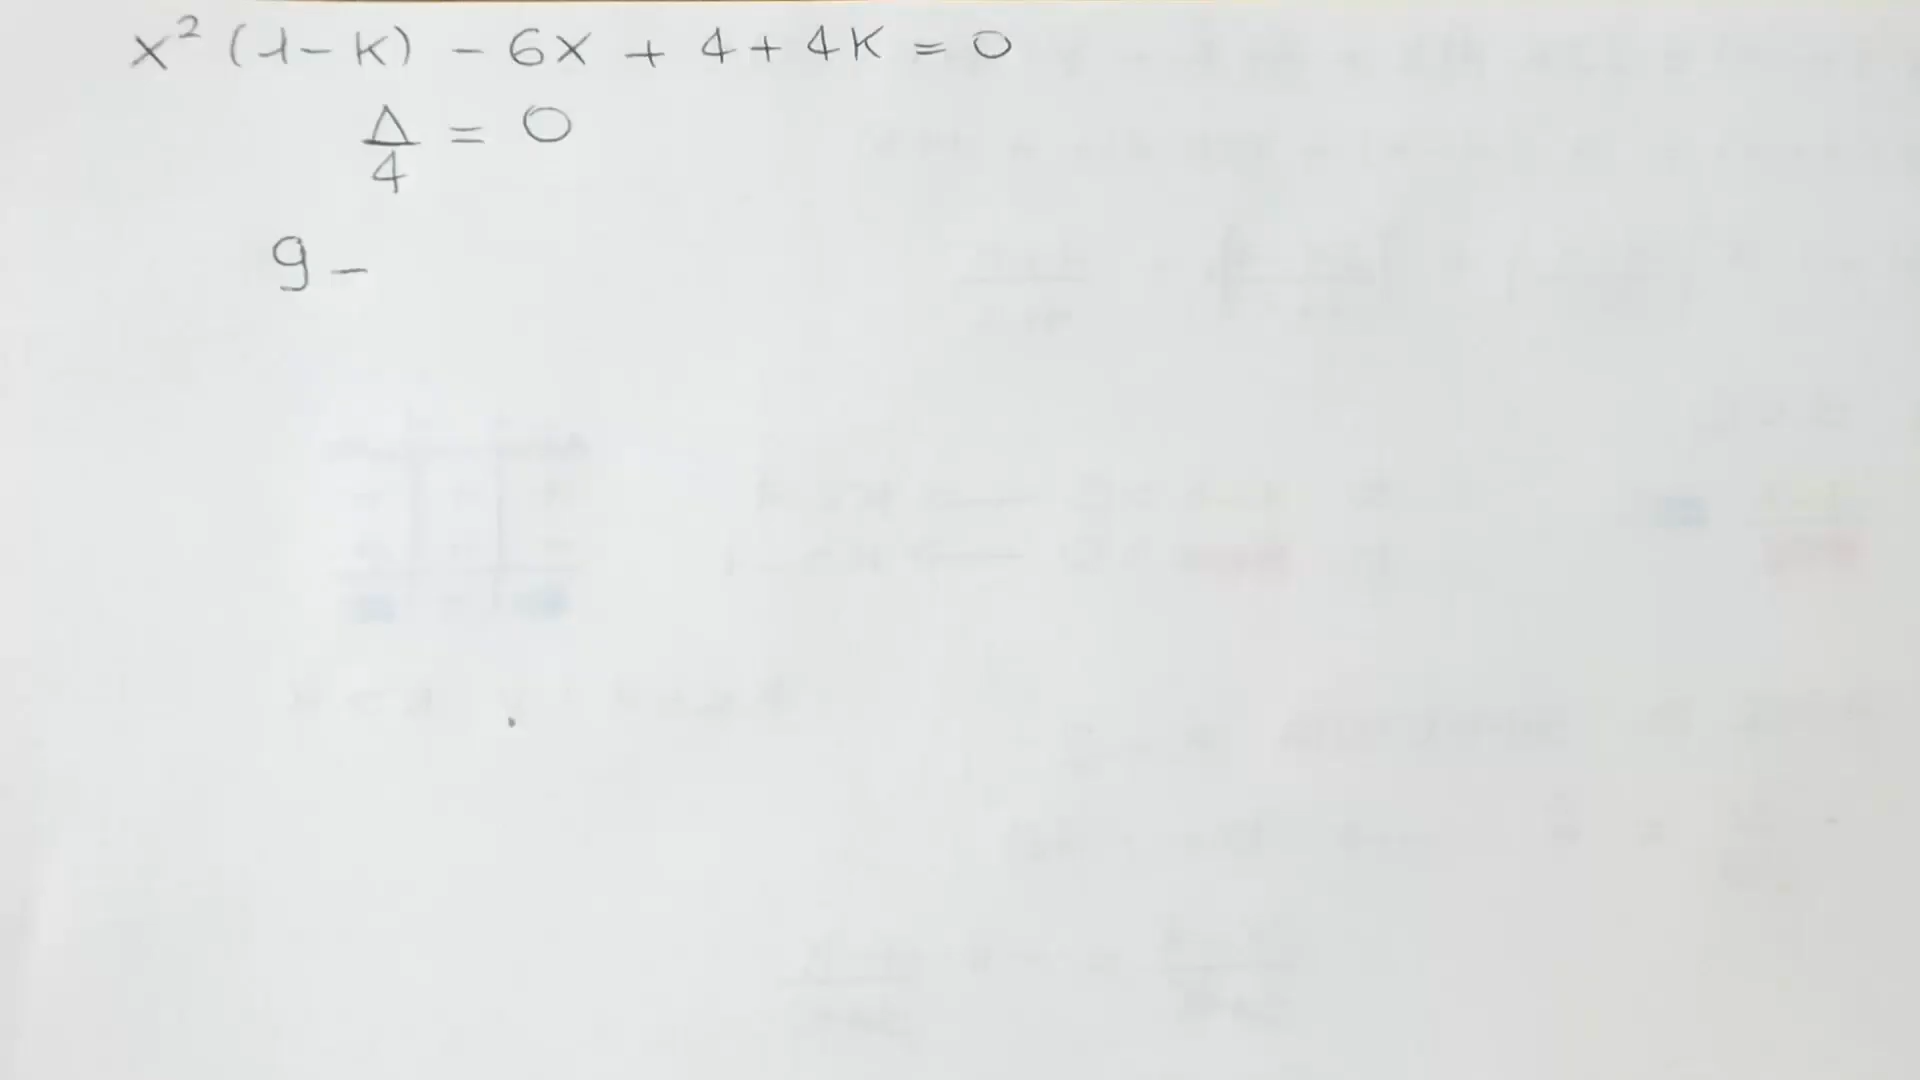 x² (1 - k) - 6x + 4 + 4k = 0
Δ/4 = 0
9 -